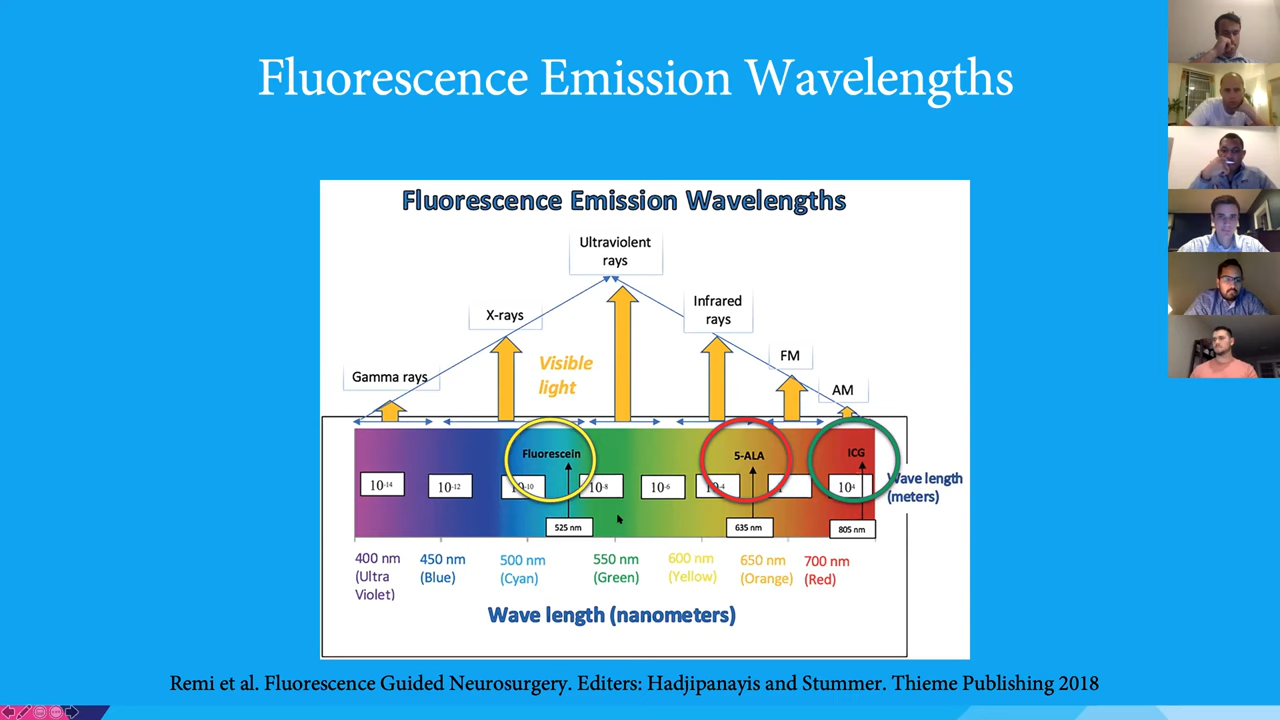 Fluorescence Emission Wavelengths
Fluorescence Emission Wavelengths
Ultraviolent
rays
Infrared
rays
X-rays
FM
Visible
light
Gamma rays
AM
Fluorescein
5-ALA
ICG
10-14
10-12
10-10
10-8
10-6
10-4
104
Wave length
(meters)
525 nm
635 nm
805 nm
400 nm
(Ultra
Violet)
450 nm
(Blue)
500 nm
(Cyan)
550 nm
(Green)
600 nm
(Yellow)
650 nm
(Orange)
700 nm
(Red)
Wave length (nanometers)
Remi et al. Fluorescence Guided Neurosurgery. Editers: Hadjipanayis and Stummer. Thieme Publishing 2018